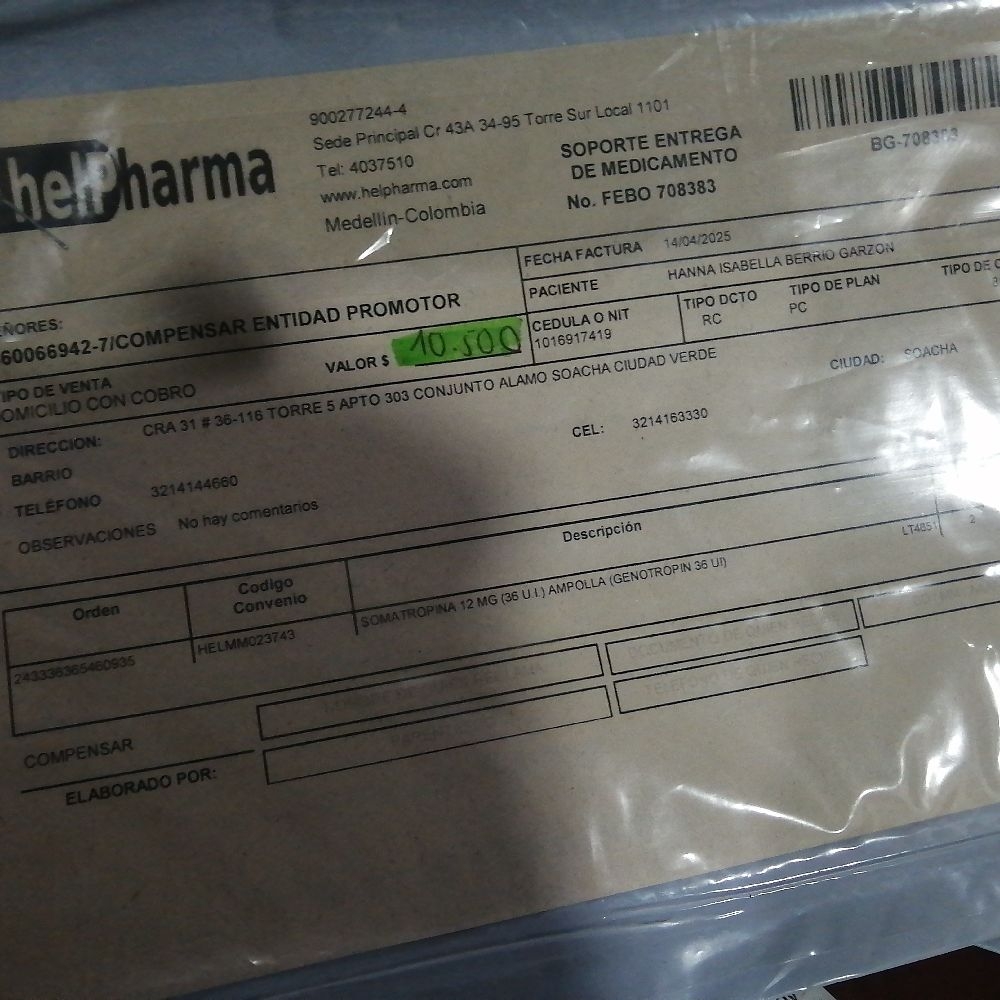 helPharma
900277244-4
Sede Principal Cr 43A 34-95 Torre Sur Local 1101
Tel: 4037510
www.helpharma.com
Medellin-Colombia
SOPORTE ENTREGA
DE MEDICAMENTO
No. FEBO 708383
BG-708383
FECHA FACTURA 14/04/2025
PACIENTE HANNA ISABELLA BERRIO GARZON
EÑORES:
60066942-7/COMPENSAR ENTIDAD PROMOTOR
CEDULA O NIT
1016917419
TIPO DCTO
RC
TIPO DE PLAN
PC
TIPO DE
TIPO DE VENTA
OMICILIO CON COBRO
VALOR $ 10.500
DIRECCION: CRA 31 # 36-116 TORRE 5 APTO 303 CONJUNTO ALAMO SOACHA CIUDAD VERDE
CIUDAD: SOACHA
BARRIO
TELÉFONO 3214144660
CEL: 3214163330
OBSERVACIONES No hay comentarios
Orden
Codigo
Convenio
Descripción
243336365460935
HELMM023743
SOMATROPINA 12 MG (36 U.I.) AMPOLLA (GENOTROPIN 36 UI)
LT4851
2
COMPENSAR
ELABORADO POR: